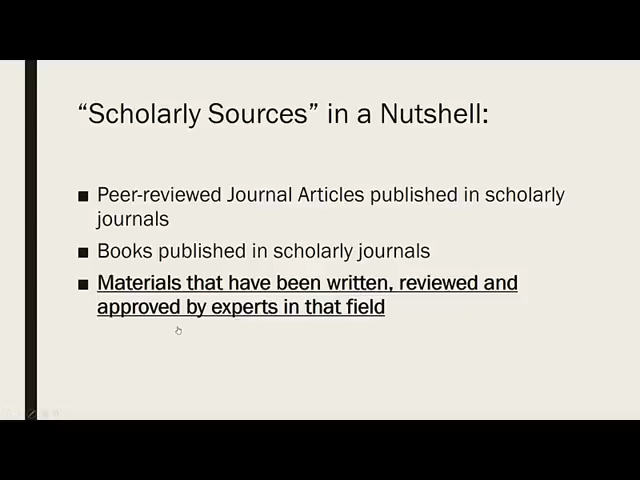 “Scholarly Sources” in a Nutshell:
■ Peer-reviewed Journal Articles published in scholarly
journals
■ Books published in scholarly journals
■ Materials that have been written, reviewed and
approved by experts in that field